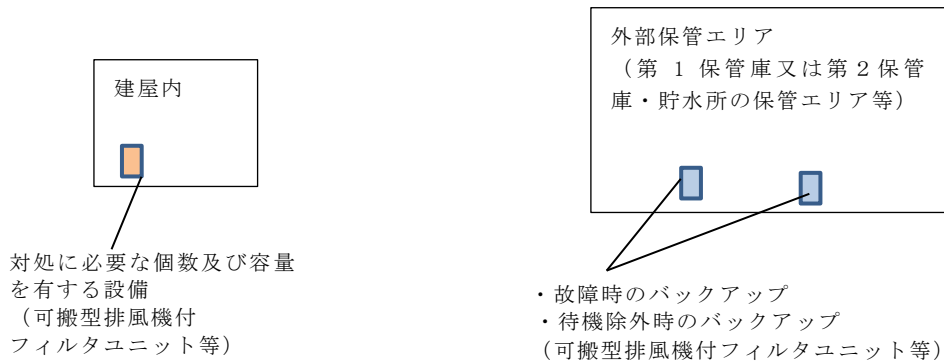 建屋内
対処に必要な個数及び容量
を有する設備
（可搬型排風機付
フィルタユニット等）
外部保管エリア
（第 1 保管庫又は第２保管
庫・貯水所の保管エリア等）
・故障時のバックアップ
・待機除外時のバックアップ
（可搬型排風機付フィルタユニット等）